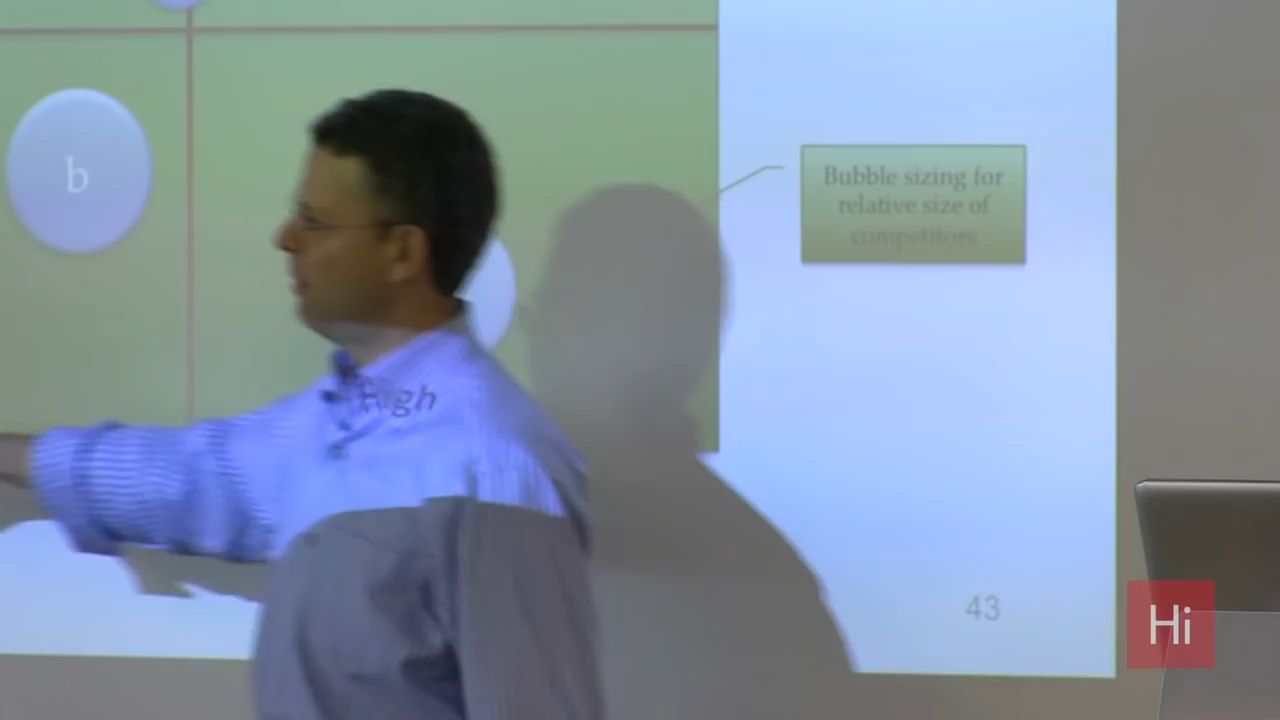 b
Bubble sizing for
relative size of
competitors
High
43
Hi